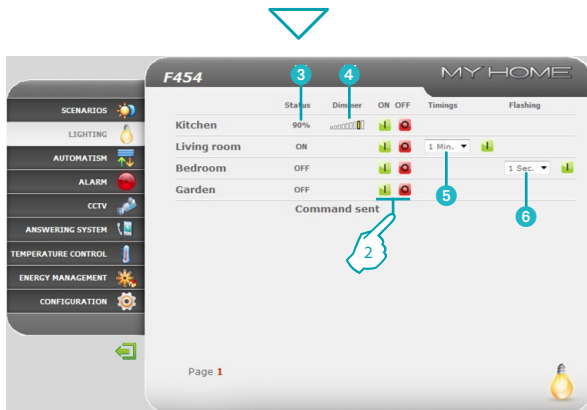 F454
3
4
MY HOME
Status Dimmer ON OFF Timings Flashing
SCENARIOS
LIGHTING
AUTOMATISM
ALARM
CCTV
ANSWERING SYSTEM
TEMPERATURE CONTROL
ENERGY MANAGEMENT
CONFIGURATION
Kitchen 90%
Living room ON 1 Min.
Bedroom OFF 1 Sec.
Garden OFF
5
6
Command sent
2
Page 1